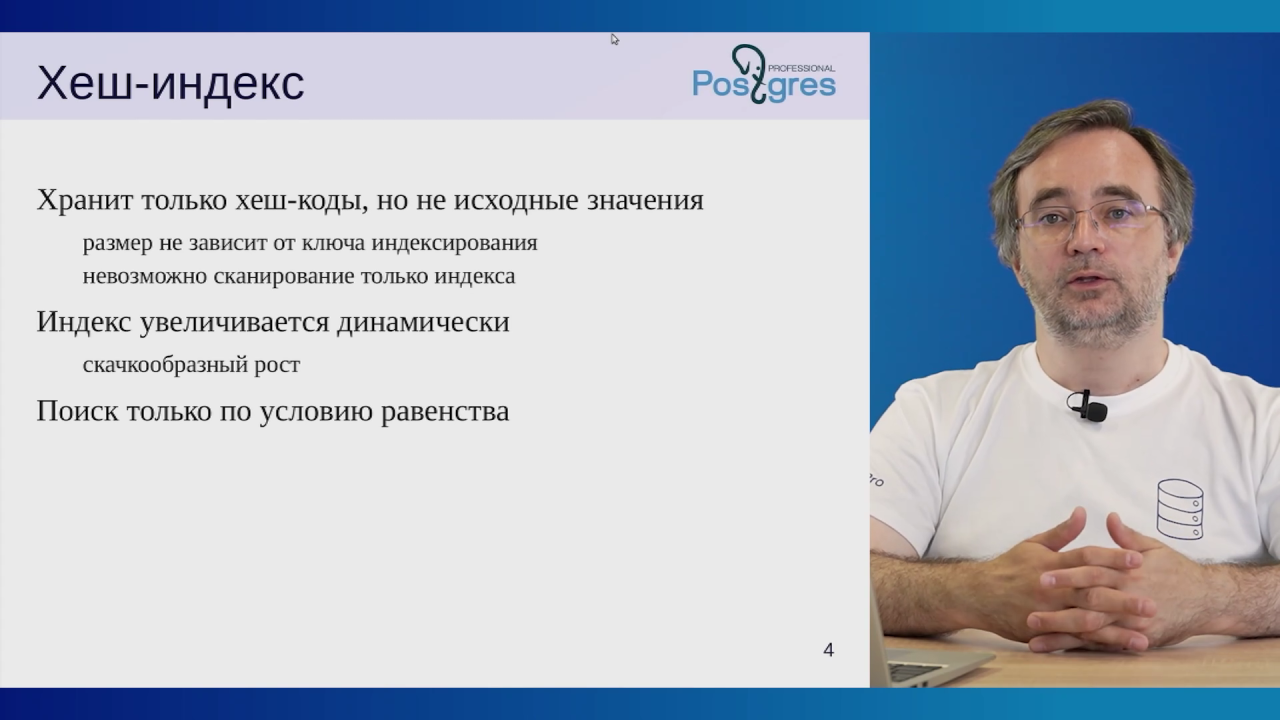 Хеш-индекс
PROFESSIONAL
Postgres
Хранит только хеш-коды, но не исходные значения
размер не зависит от ключа индексирования
невозможно сканирование только индекса
Индекс увеличивается динамически
скачкообразный рост
Поиск только по условию равенства
4